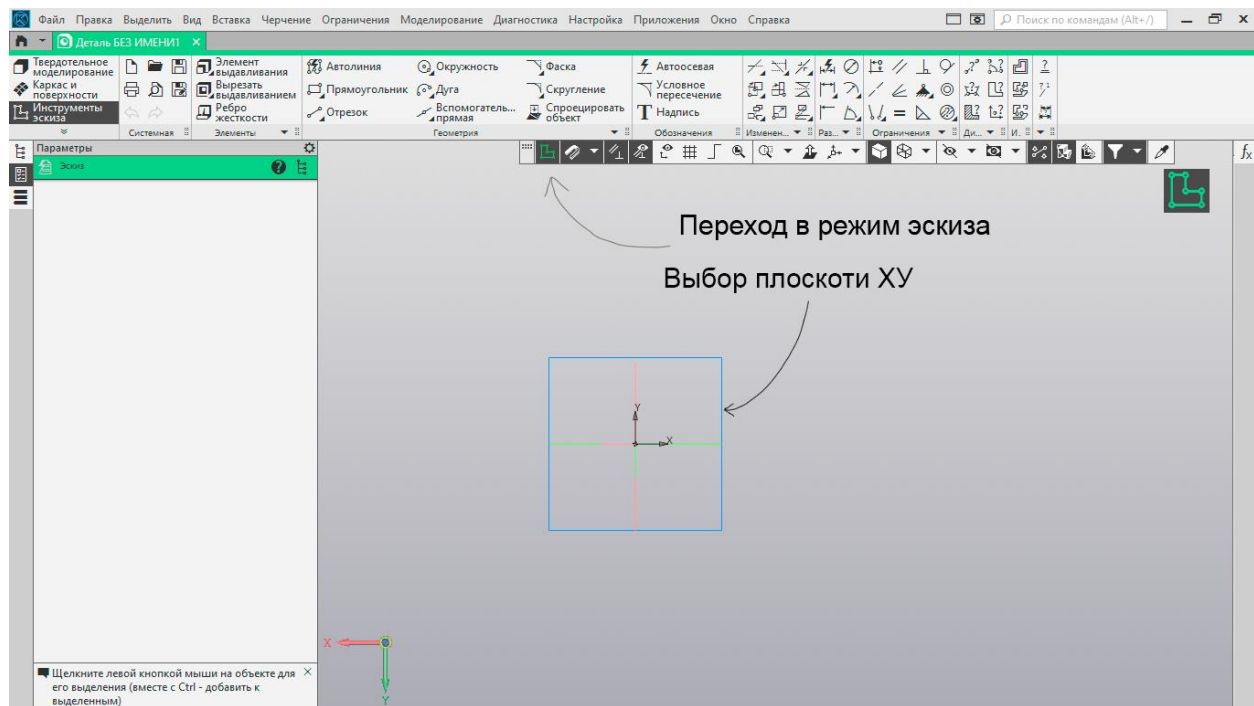 Файл Правка Выделить Вид Вставка Черчение Ограничения Моделирование Диагностика Настройка Приложения Окно Справка Поиск по командам (Alt+/)
Деталь БЕЗ ИМЕНИ1
Твердотельное моделирование
Каркас и поверхности
Инструменты эскиза
Системная
Элемент выдавливания
Вырезать выдавливанием
Ребро жесткости
Элементы
Автолиния Окружность Фаска
Прямоугольник Дуга Скругление
Отрезок Вспомогатель... прямая Спроецировать объект
Геометрия
Автоосевая
Условное пересечение
Надпись
Обозначения
Изменен... Раз... Ограничения Ди... И.
Параметры
Эскиз
Переход в режим эскиза
Выбор плоскоти ХУ
Y
X
X
Y
Щелкните левой кнопкой мыши на объекте для
его выделения (вместе с Ctrl - добавить к
выделенным)